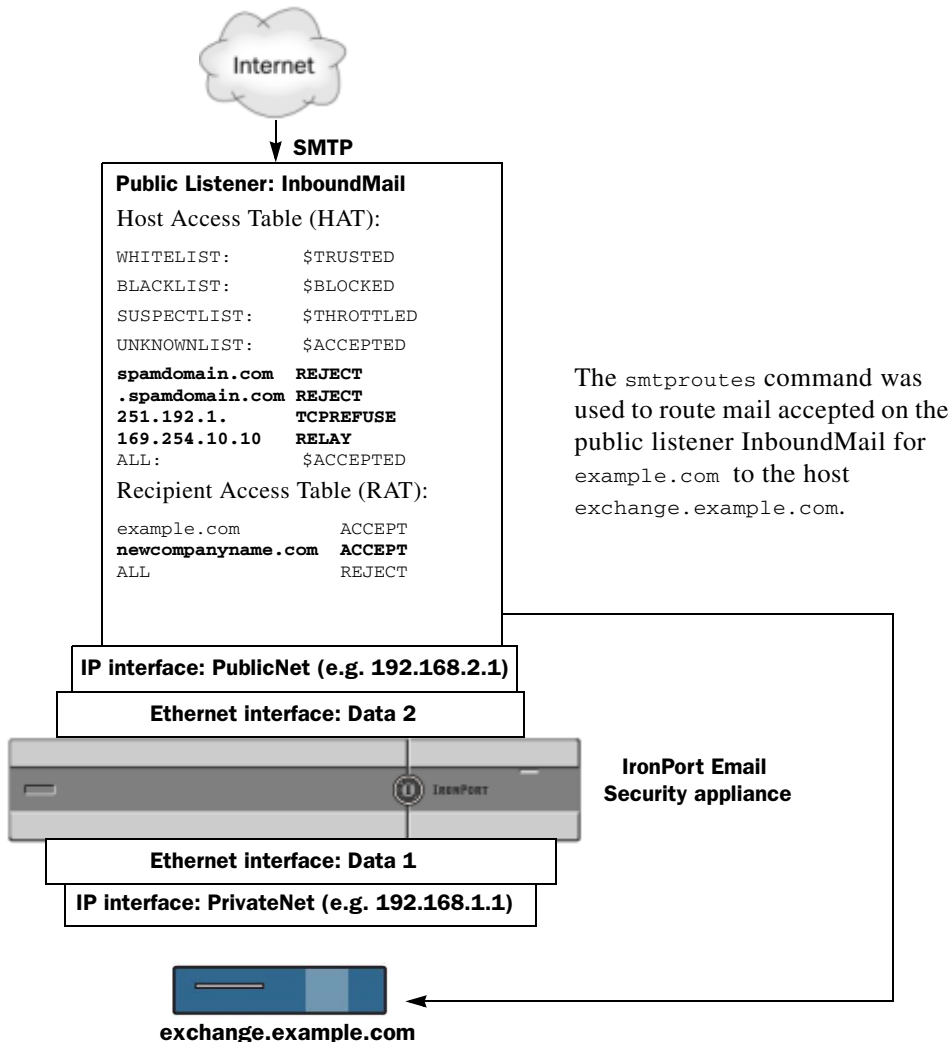 Internet
SMTP
Public Listener: InboundMail
Host Access Table (HAT):
WHITELIST: $TRUSTED
BLACKLIST: $BLOCKED
SUSPECTLIST: $THROTTLED
UNKNOWNLIST: $ACCEPTED
spamdomain.com REJECT
.spamdomain.com REJECT
251.192.1. TCPREFUSE
169.254.10.10 RELAY
ALL: $ACCEPTED
Recipient Access Table (RAT):
example.com ACCEPT
newcompanyname.com ACCEPT
ALL REJECT
The smtproutes command was
used to route mail accepted on the
public listener InboundMail for
example.com to the host
exchange.example.com.
IP interface: PublicNet (e.g. 192.168.2.1)
Ethernet interface: Data 2
IRONPORT
IronPort Email
Security appliance
Ethernet interface: Data 1
IP interface: PrivateNet (e.g. 192.168.1.1)
exchange.example.com